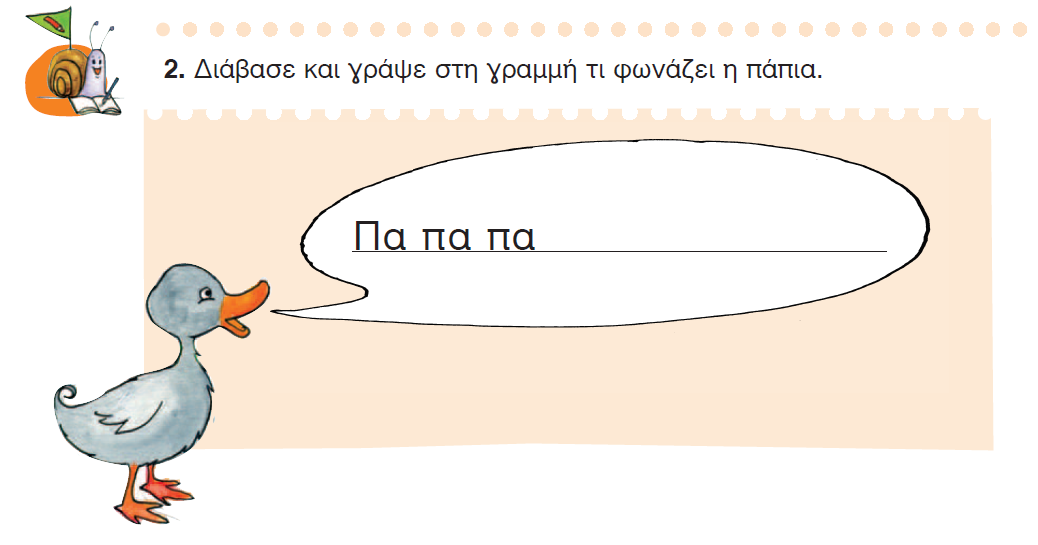 2. Διάβασε και γράψε στη γραμμή τι φωνάζει η πάπια.
Πα πα πα